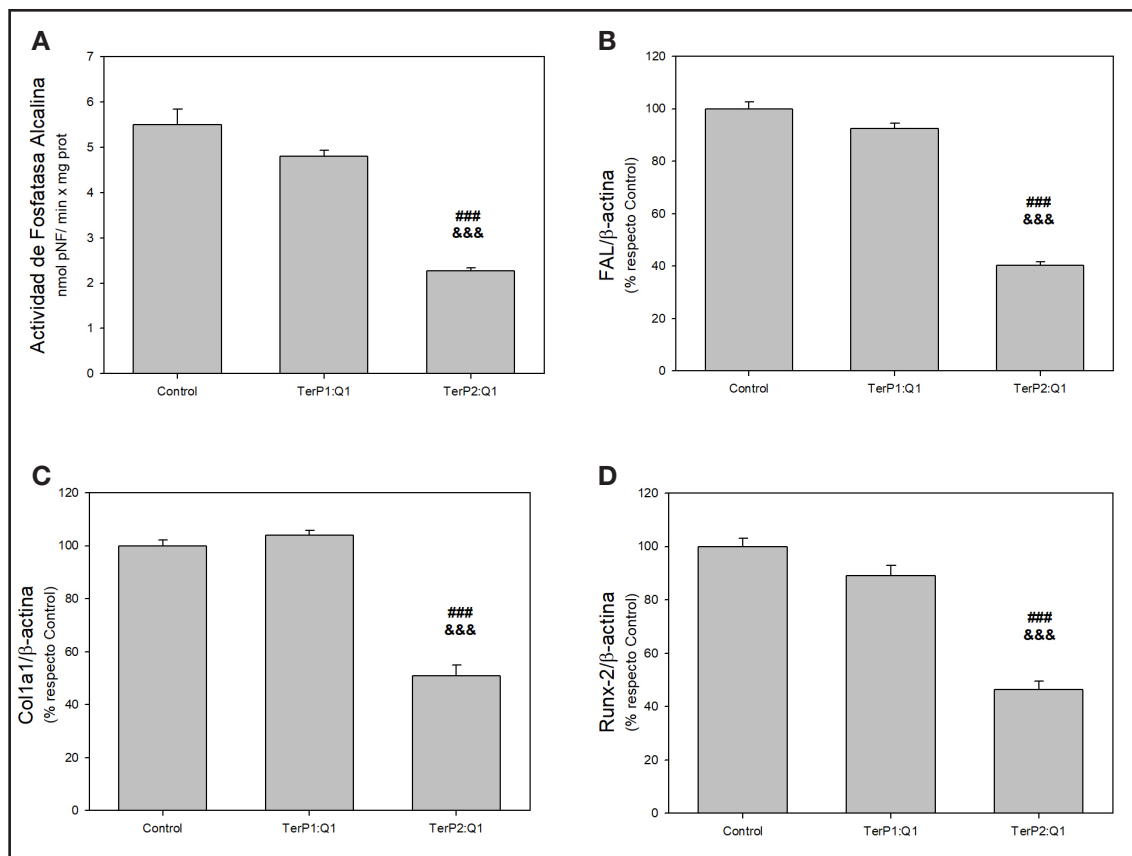 A
Actividad de Fosfatasa Alcalina
nmol pNF/ min x mg prot
7
6
5
4
3
2
1
0
###
&&&
Control TerP1:Q1 TerP2:Q1
B
FAL/β-actina
(% respecto Control)
120
100
80
60
40
20
0
###
&&&
Control TerP1:Q1 TerP2:Q1
C
Col1a1/β-actina
(% respecto Control)
120
100
80
60
40
20
0
###
&&&
Control TerP1:Q1 TerP2:Q1
D
Runx-2/β-actina
(% respecto Control)
120
100
80
60
40
20
0
###
&&&
Control TerP1:Q1 TerP2:Q1